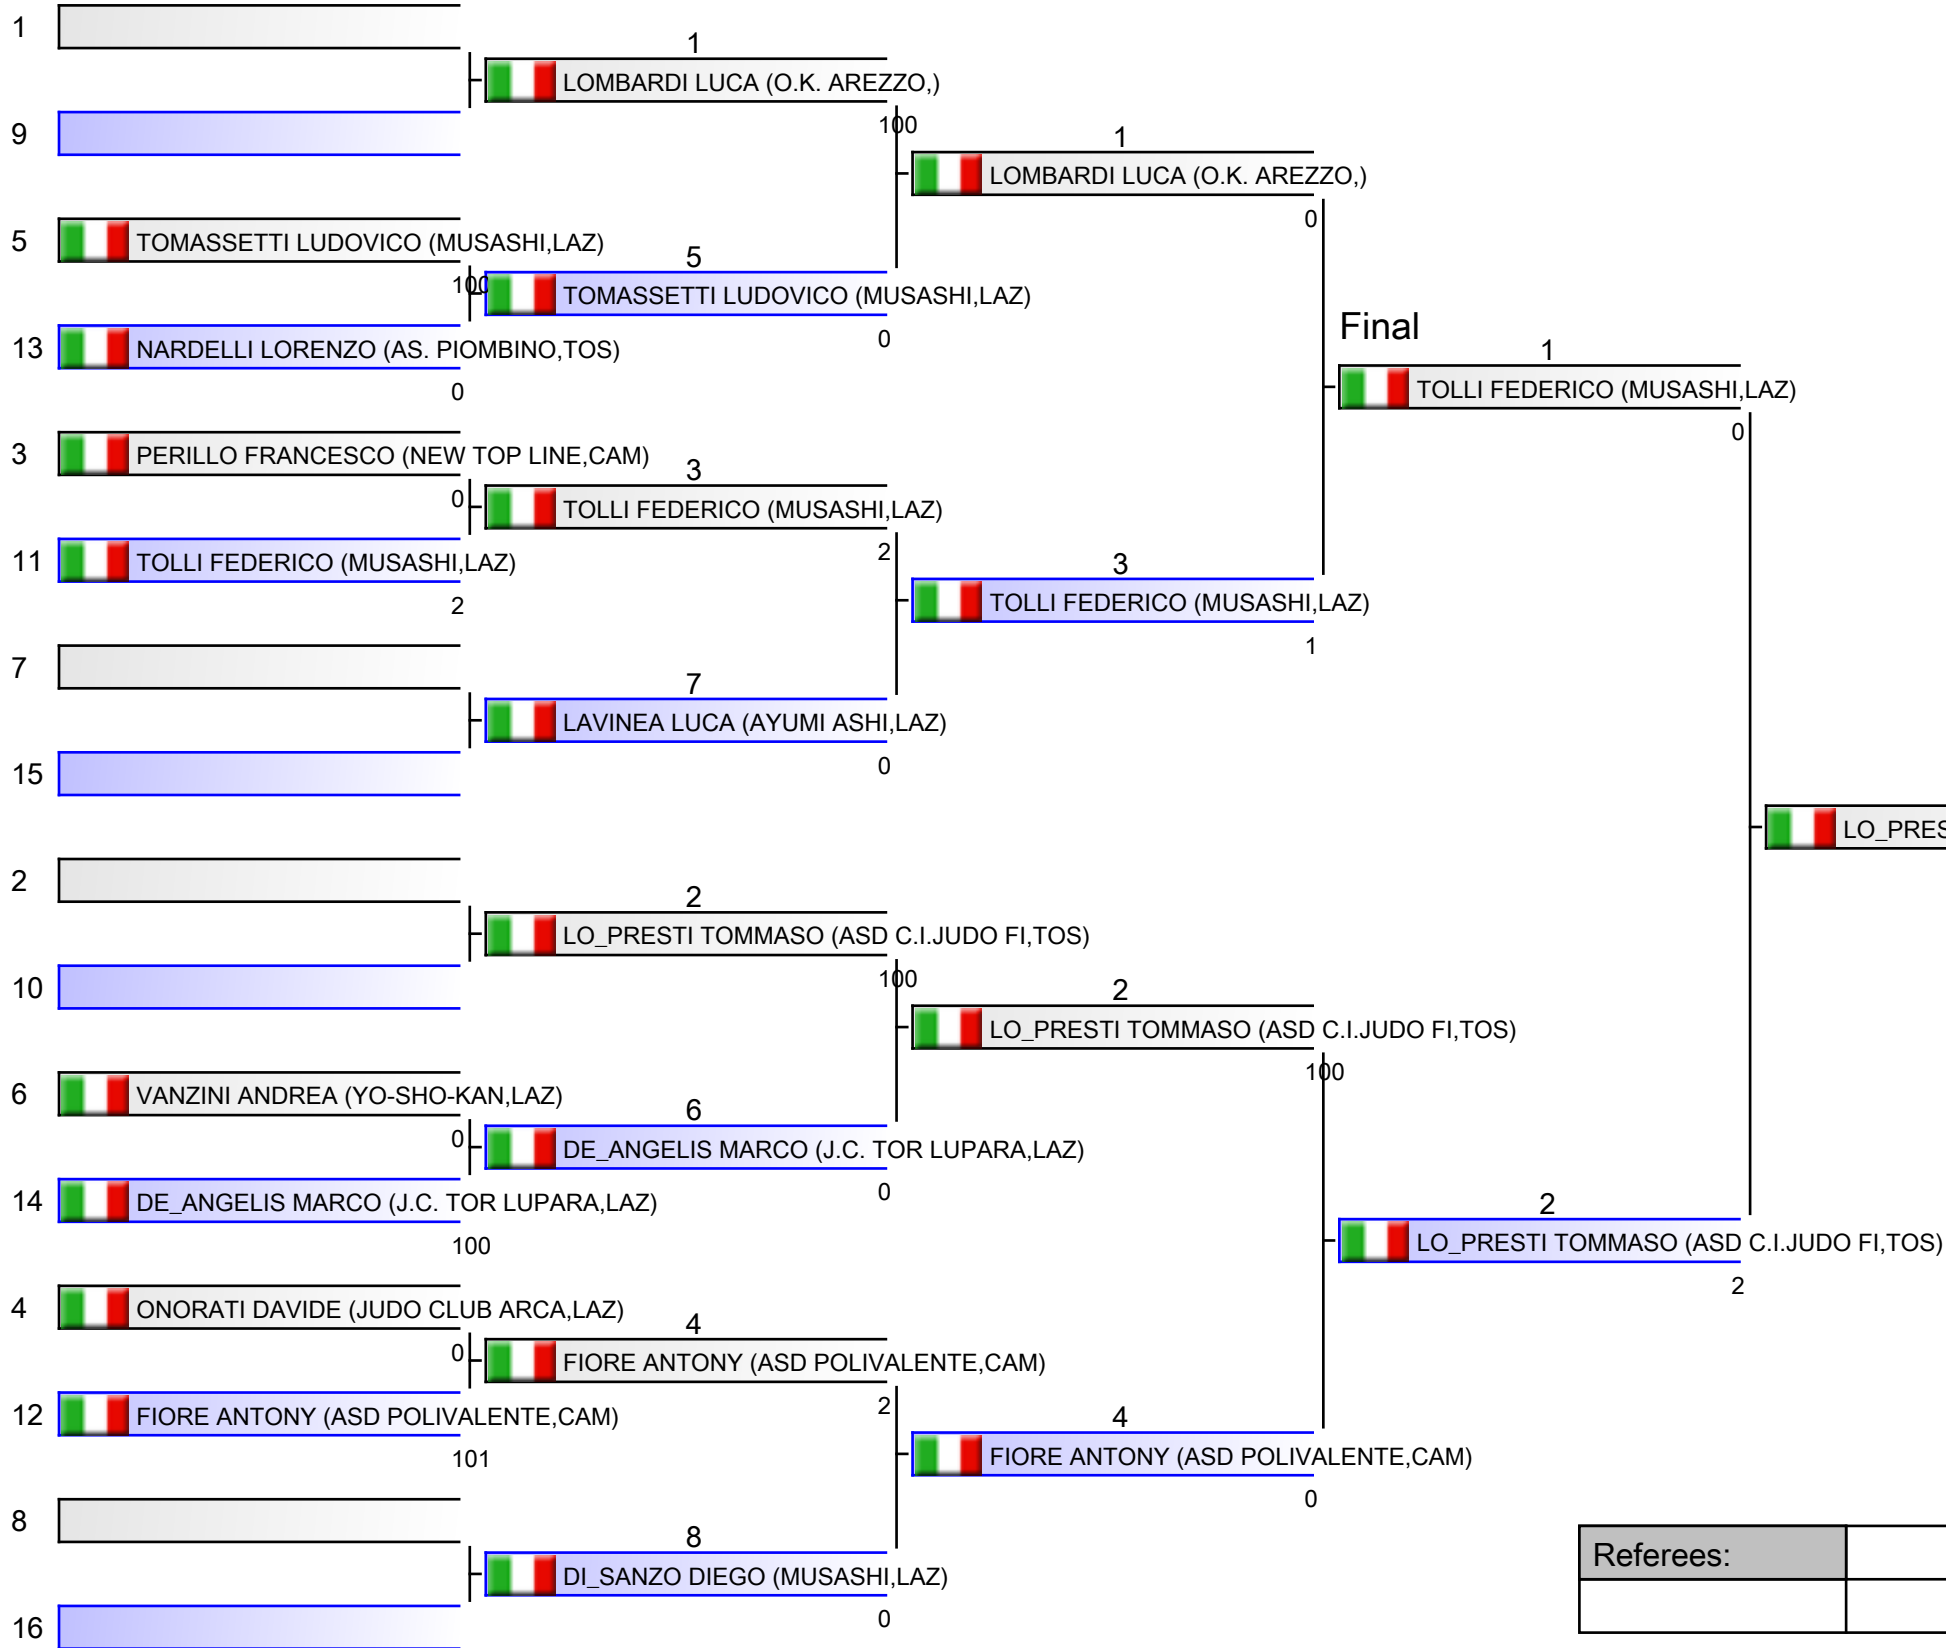 1
1
LOMBARDI LUCA (O.K. AREZZO,)
100
9
1
LOMBARDI LUCA (O.K. AREZZO,)
0
5
TOMASSETTI LUDOVICO (MUSASHI,LAZ)
5
100
TOMASSETTI LUDOVICO (MUSASHI,LAZ)
0
Final
13
NARDELLI LORENZO (AS. PIOMBINO,TOS)
0
1
TOLLI FEDERICO (MUSASHI,LAZ)
0
3
PERILLO FRANCESCO (NEW TOP LINE,CAM)
3
0
TOLLI FEDERICO (MUSASHI,LAZ)
2
11
TOLLI FEDERICO (MUSASHI,LAZ)
2
3
TOLLI FEDERICO (MUSASHI,LAZ)
1
7
7
LAVINEA LUCA (AYUMI ASHI,LAZ)
0
15
LO_PRES
2
2
LO_PRESTI TOMMASO (ASD C.I.JUDO FI,TOS)
100
10
2
LO_PRESTI TOMMASO (ASD C.I.JUDO FI,TOS)
100
6
VANZINI ANDREA (YO-SHO-KAN,LAZ)
6
0
DE_ANGELIS MARCO (J.C. TOR LUPARA,LAZ)
0
14
DE_ANGELIS MARCO (J.C. TOR LUPARA,LAZ)
100
2
LO_PRESTI TOMMASO (ASD C.I.JUDO FI,TOS)
2
4
ONORATI DAVIDE (JUDO CLUB ARCA,LAZ)
4
0
FIORE ANTONY (ASD POLIVALENTE,CAM)
2
12
FIORE ANTONY (ASD POLIVALENTE,CAM)
101
4
FIORE ANTONY (ASD POLIVALENTE,CAM)
0
8
8
DI_SANZO DIEGO (MUSASHI,LAZ)
0
16
Referees: